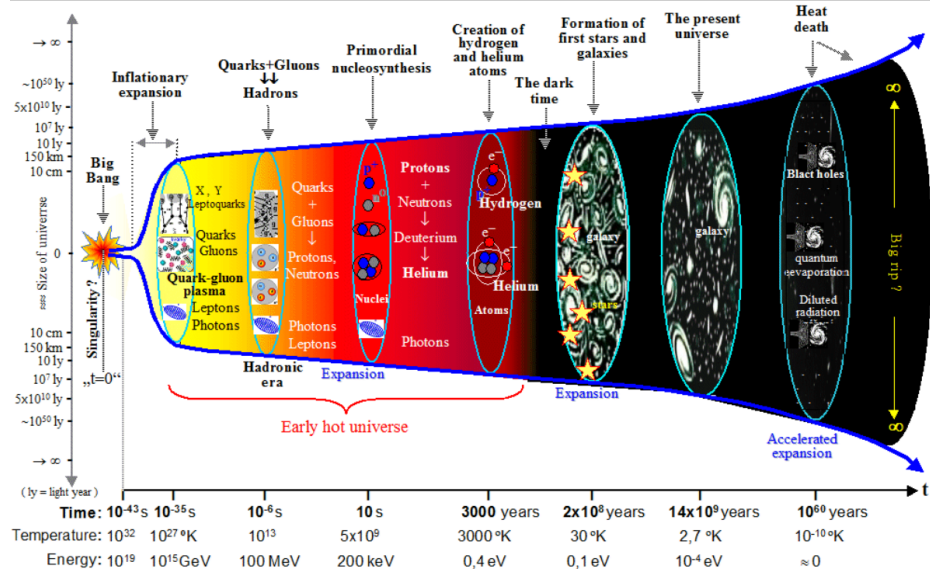 Heat
death
Creation of
hydrogen
and helium
atoms
Formation of
first stars and
galaxies
The present
universe
Primordial
nucleosynthesis
Quarks+Gluons
Hadrons
Inflationary
expansion
The dark
time
Big
Bang
→ ∞
~10⁵⁰ ly
5x10¹⁰ ly
10⁷ ly
10 ly
150 km
10 cm
0
10 cm
150 km
10 ly
10⁷ ly
5x10¹⁰ ly
~10⁵⁰ ly
→ ∞
Size of univerrse
( ly = light year )
Singularity ?
„t=0“
X , Y
Leptoquarks
Quarks
Gluons
Quark-gluon
plasma
Leptons
Photons
Hadronic
era
Quarks
+
Gluons
↓
Protons,
Neutrons
Photons
Leptons
P⁺
n⁰
Nuclei
Protons
+
Neutrons
↓
Deuterium
↓
Helium
Photons
e⁻
Hydrogen
e⁻
e⁻
Helium
Atoms
galaxy
stars
galaxy
Blact holes
quantum
eevaporation
Diluted
radiation
∞
Big rip ?
∞
Expansion
Expansion
Accelerated
expansion
Early hot universe
t
Time: 10⁻⁴³ s 10⁻³⁵ s 10⁻⁶ s 10 s 3000 years 2x10⁸ years 14x10⁹ years 10⁶⁰ years
Temperature: 10³² 10²⁷ °K 10¹³ 5x10⁹ 3000 °K 30 °K 2,7 °K 10⁻¹⁰ °K
Energy: 10¹⁹ 10¹⁵ GeV 100 MeV 200 keV 0,4 eV 0,1 eV 10⁻⁴ eV ≈ 0